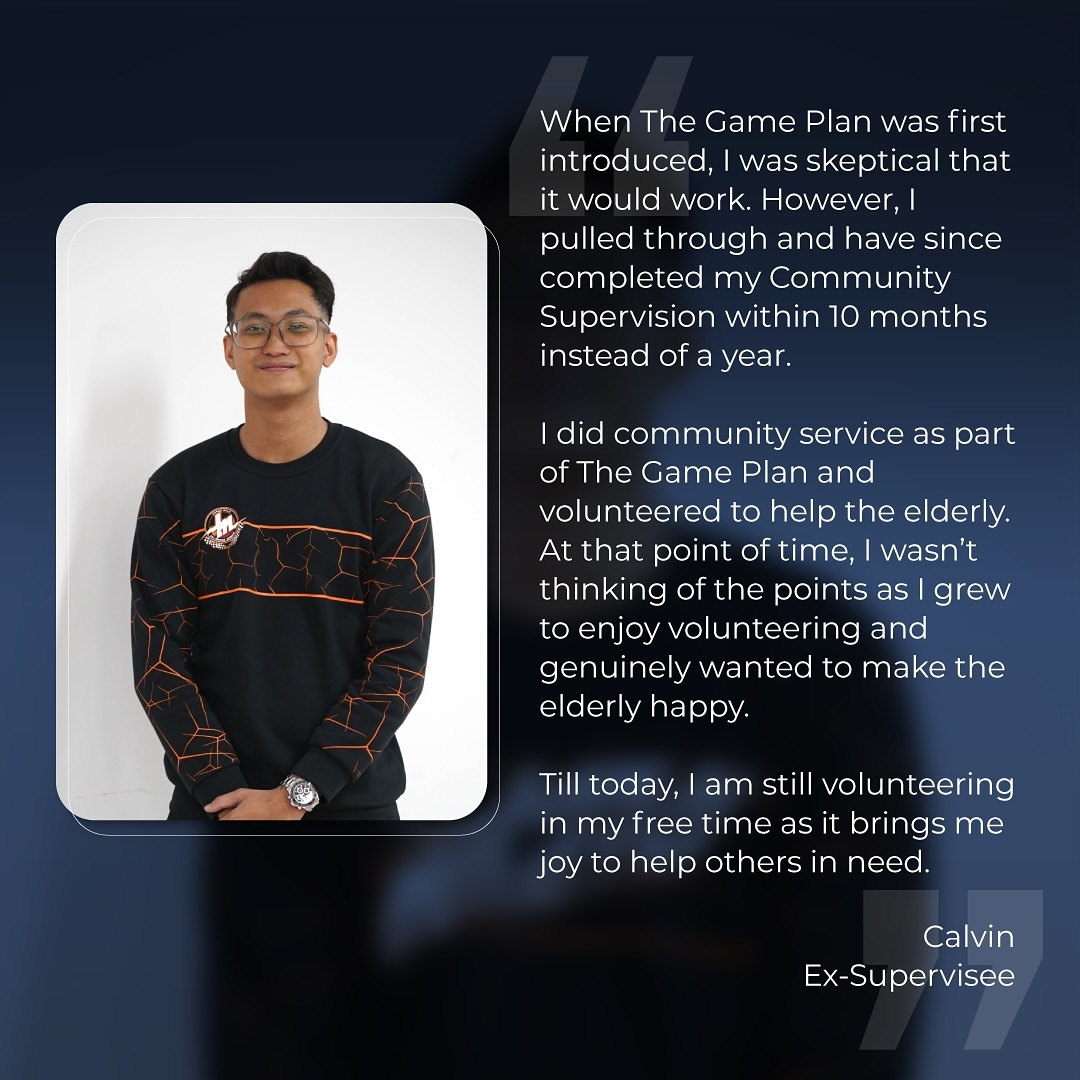 When The Game Plan was first
introduced, I was skeptical that
it would work. However, I
pulled through and have since
completed my Community
Supervision within 10 months
instead of a year.
I did community service as part
of The Game Plan and
volunteered to help the elderly.
At that point of time, I wasn’t
thinking of the points as I grew
to enjoy volunteering and
genuinely wanted to make the
elderly happy.
Till today, I am still volunteering
in my free time as it brings me
joy to help others in need.
Calvin
Ex-Supervisee